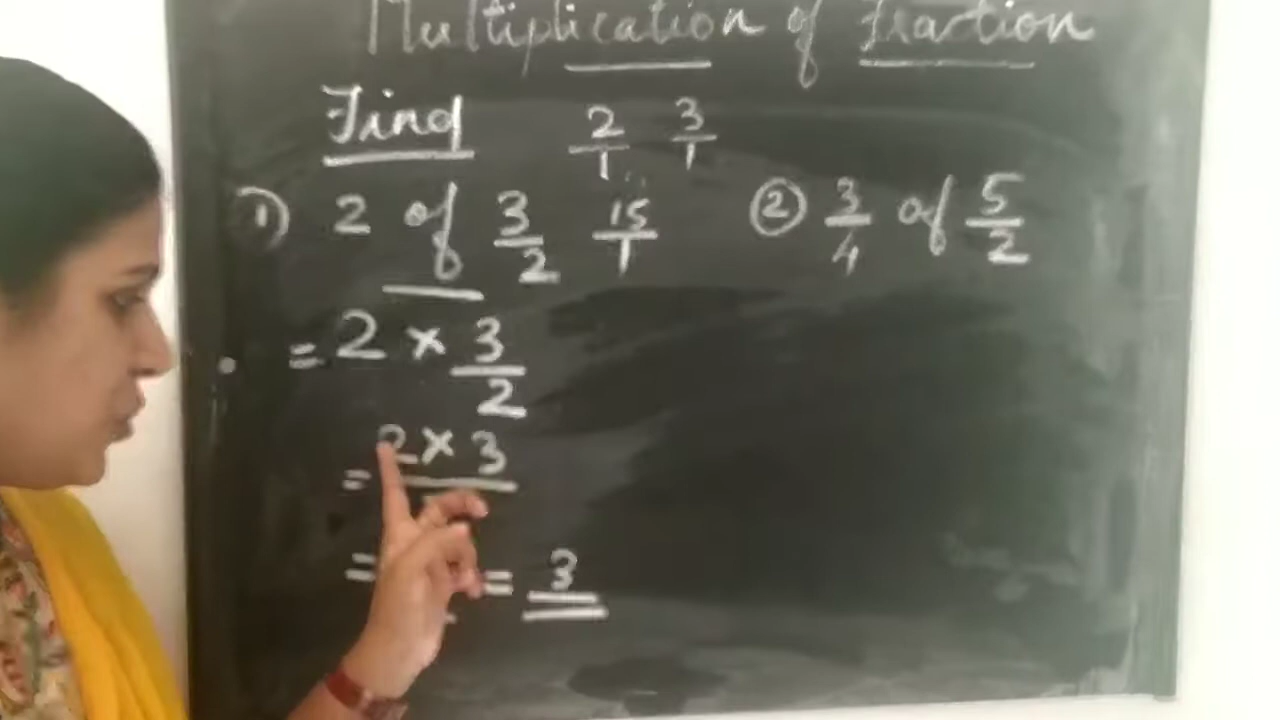 Multiplication of Fraction
Find 2/1 3/1
1) 2 of 3/2 15/1 ② 3/4 of 5/2
= 2 × 3/2
= 2 × 3
= = 3